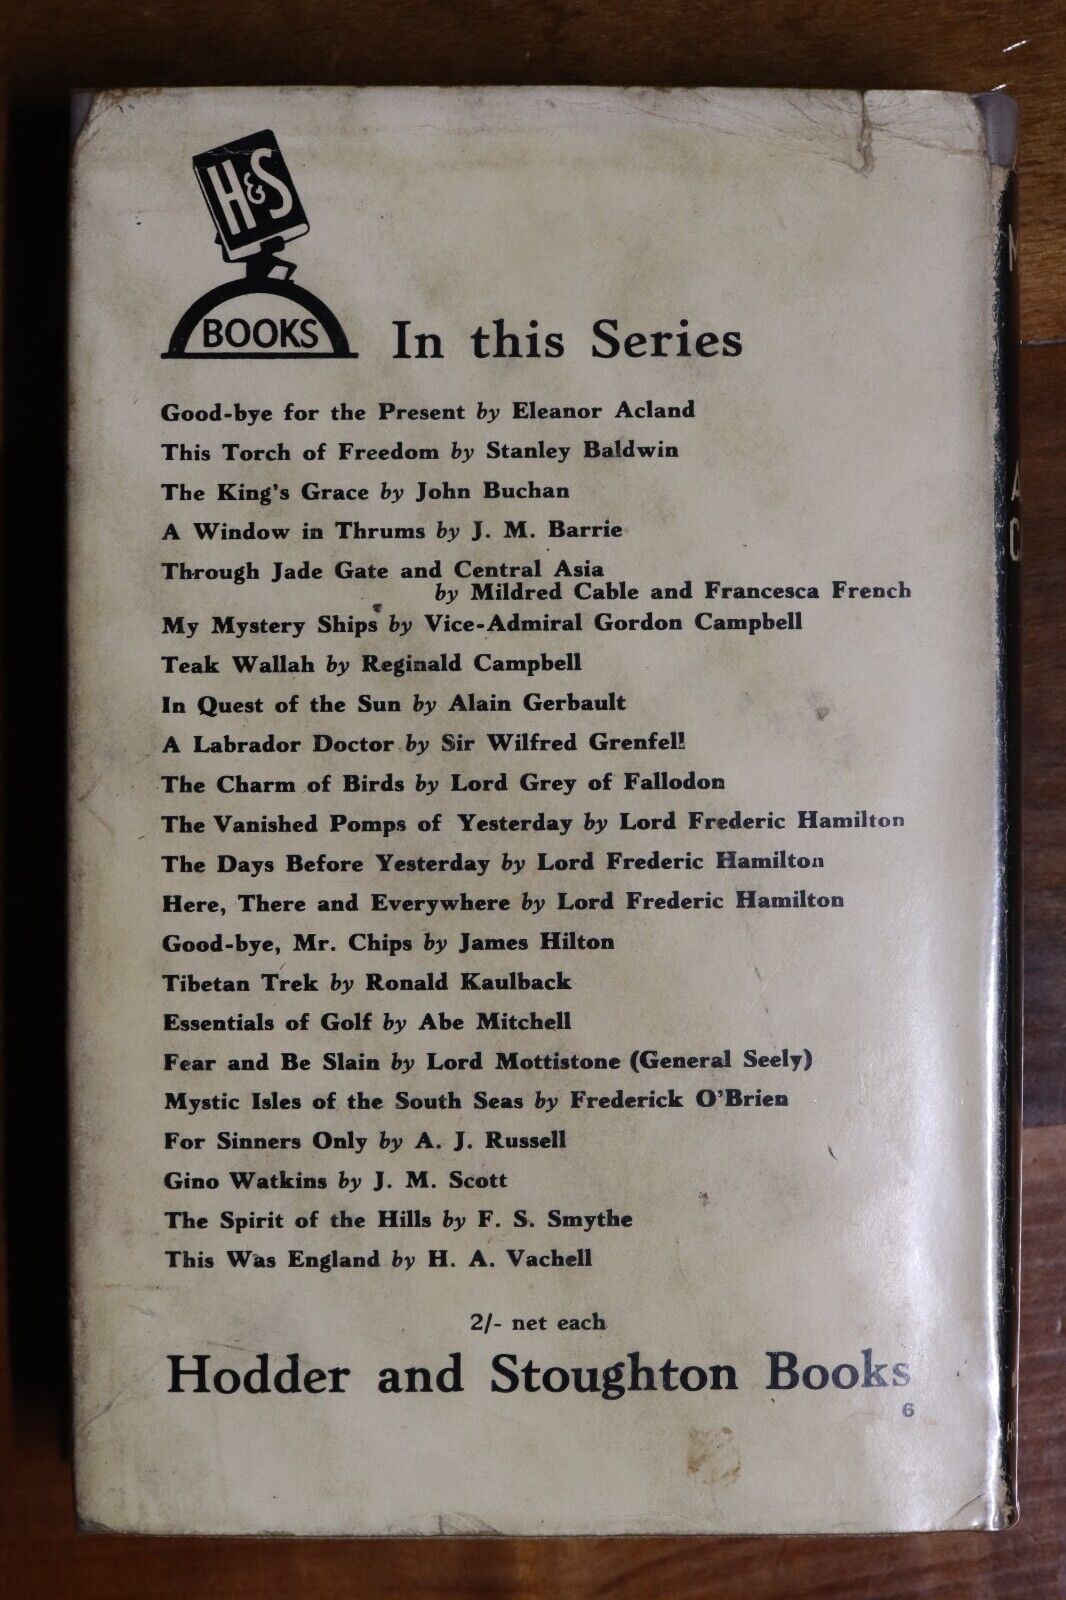 H&S
BOOKS
In this Series
Good-bye for the Present by Eleanor Acland
This Torch of Freedom by Stanley Baldwin
The King's Grace by John Buchan
A Window in Thrums by J. M. Barrie
Through Jade Gate and Central Asia
by Mildred Cable and Francesca French
My Mystery Ships by Vice-Admiral Gordon Campbell
Teak Wallah by Reginald Campbell
In Quest of the Sun by Alain Gerbault
A Labrador Doctor by Sir Wilfred Grenfell
The Charm of Birds by Lord Grey of Fallodon
The Vanished Pomps of Yesterday by Lord Frederic Hamilton
The Days Before Yesterday by Lord Frederic Hamilton
Here, There and Everywhere by Lord Frederic Hamilton
Good-bye, Mr. Chips by James Hilton
Tibetan Trek by Ronald Kaulback
Essentials of Golf by Abe Mitchell
Fear and Be Slain by Lord Mottistone (General Seely)
Mystic Isles of the South Seas by Frederick O'Brien
For Sinners Only by A. J. Russell
Gino Watkins by J. M. Scott
The Spirit of the Hills by F. S. Smythe
This Was England by H. A. Vachell
2/- net each
Hodder and Stoughton Books
6